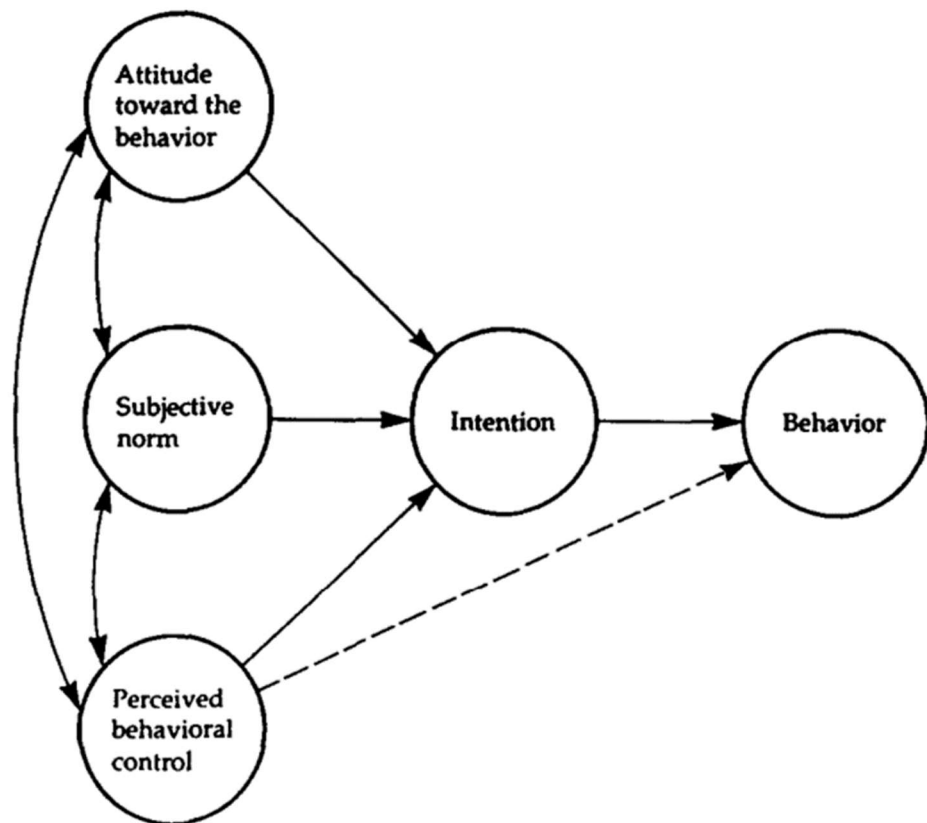 Attitude
toward the
behavior
Subjective
norm
Intention
Behavior
Perceived
behavioral
control